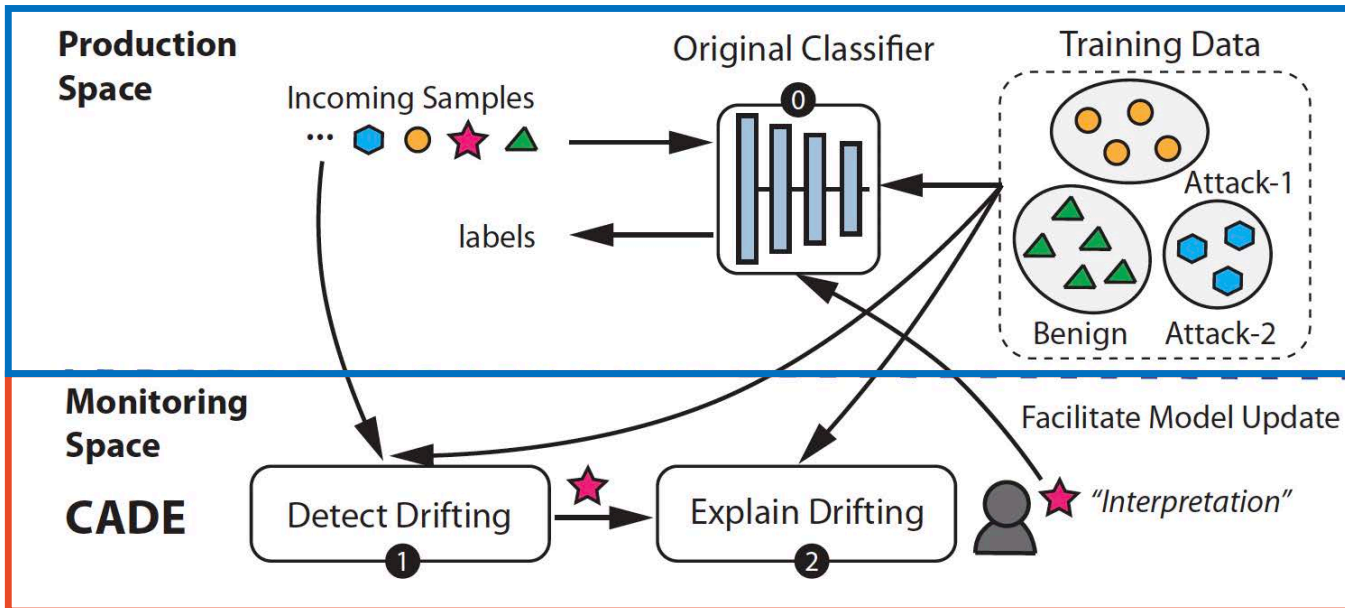 Production
Space
Incoming Samples
...
Original Classifier
0
Training Data
Attack-1
labels
Benign
Attack-2
Monitoring
Space
Facilitate Model Update
CADE
Detect Drifting
1
Explain Drifting
2
“Interpretation”